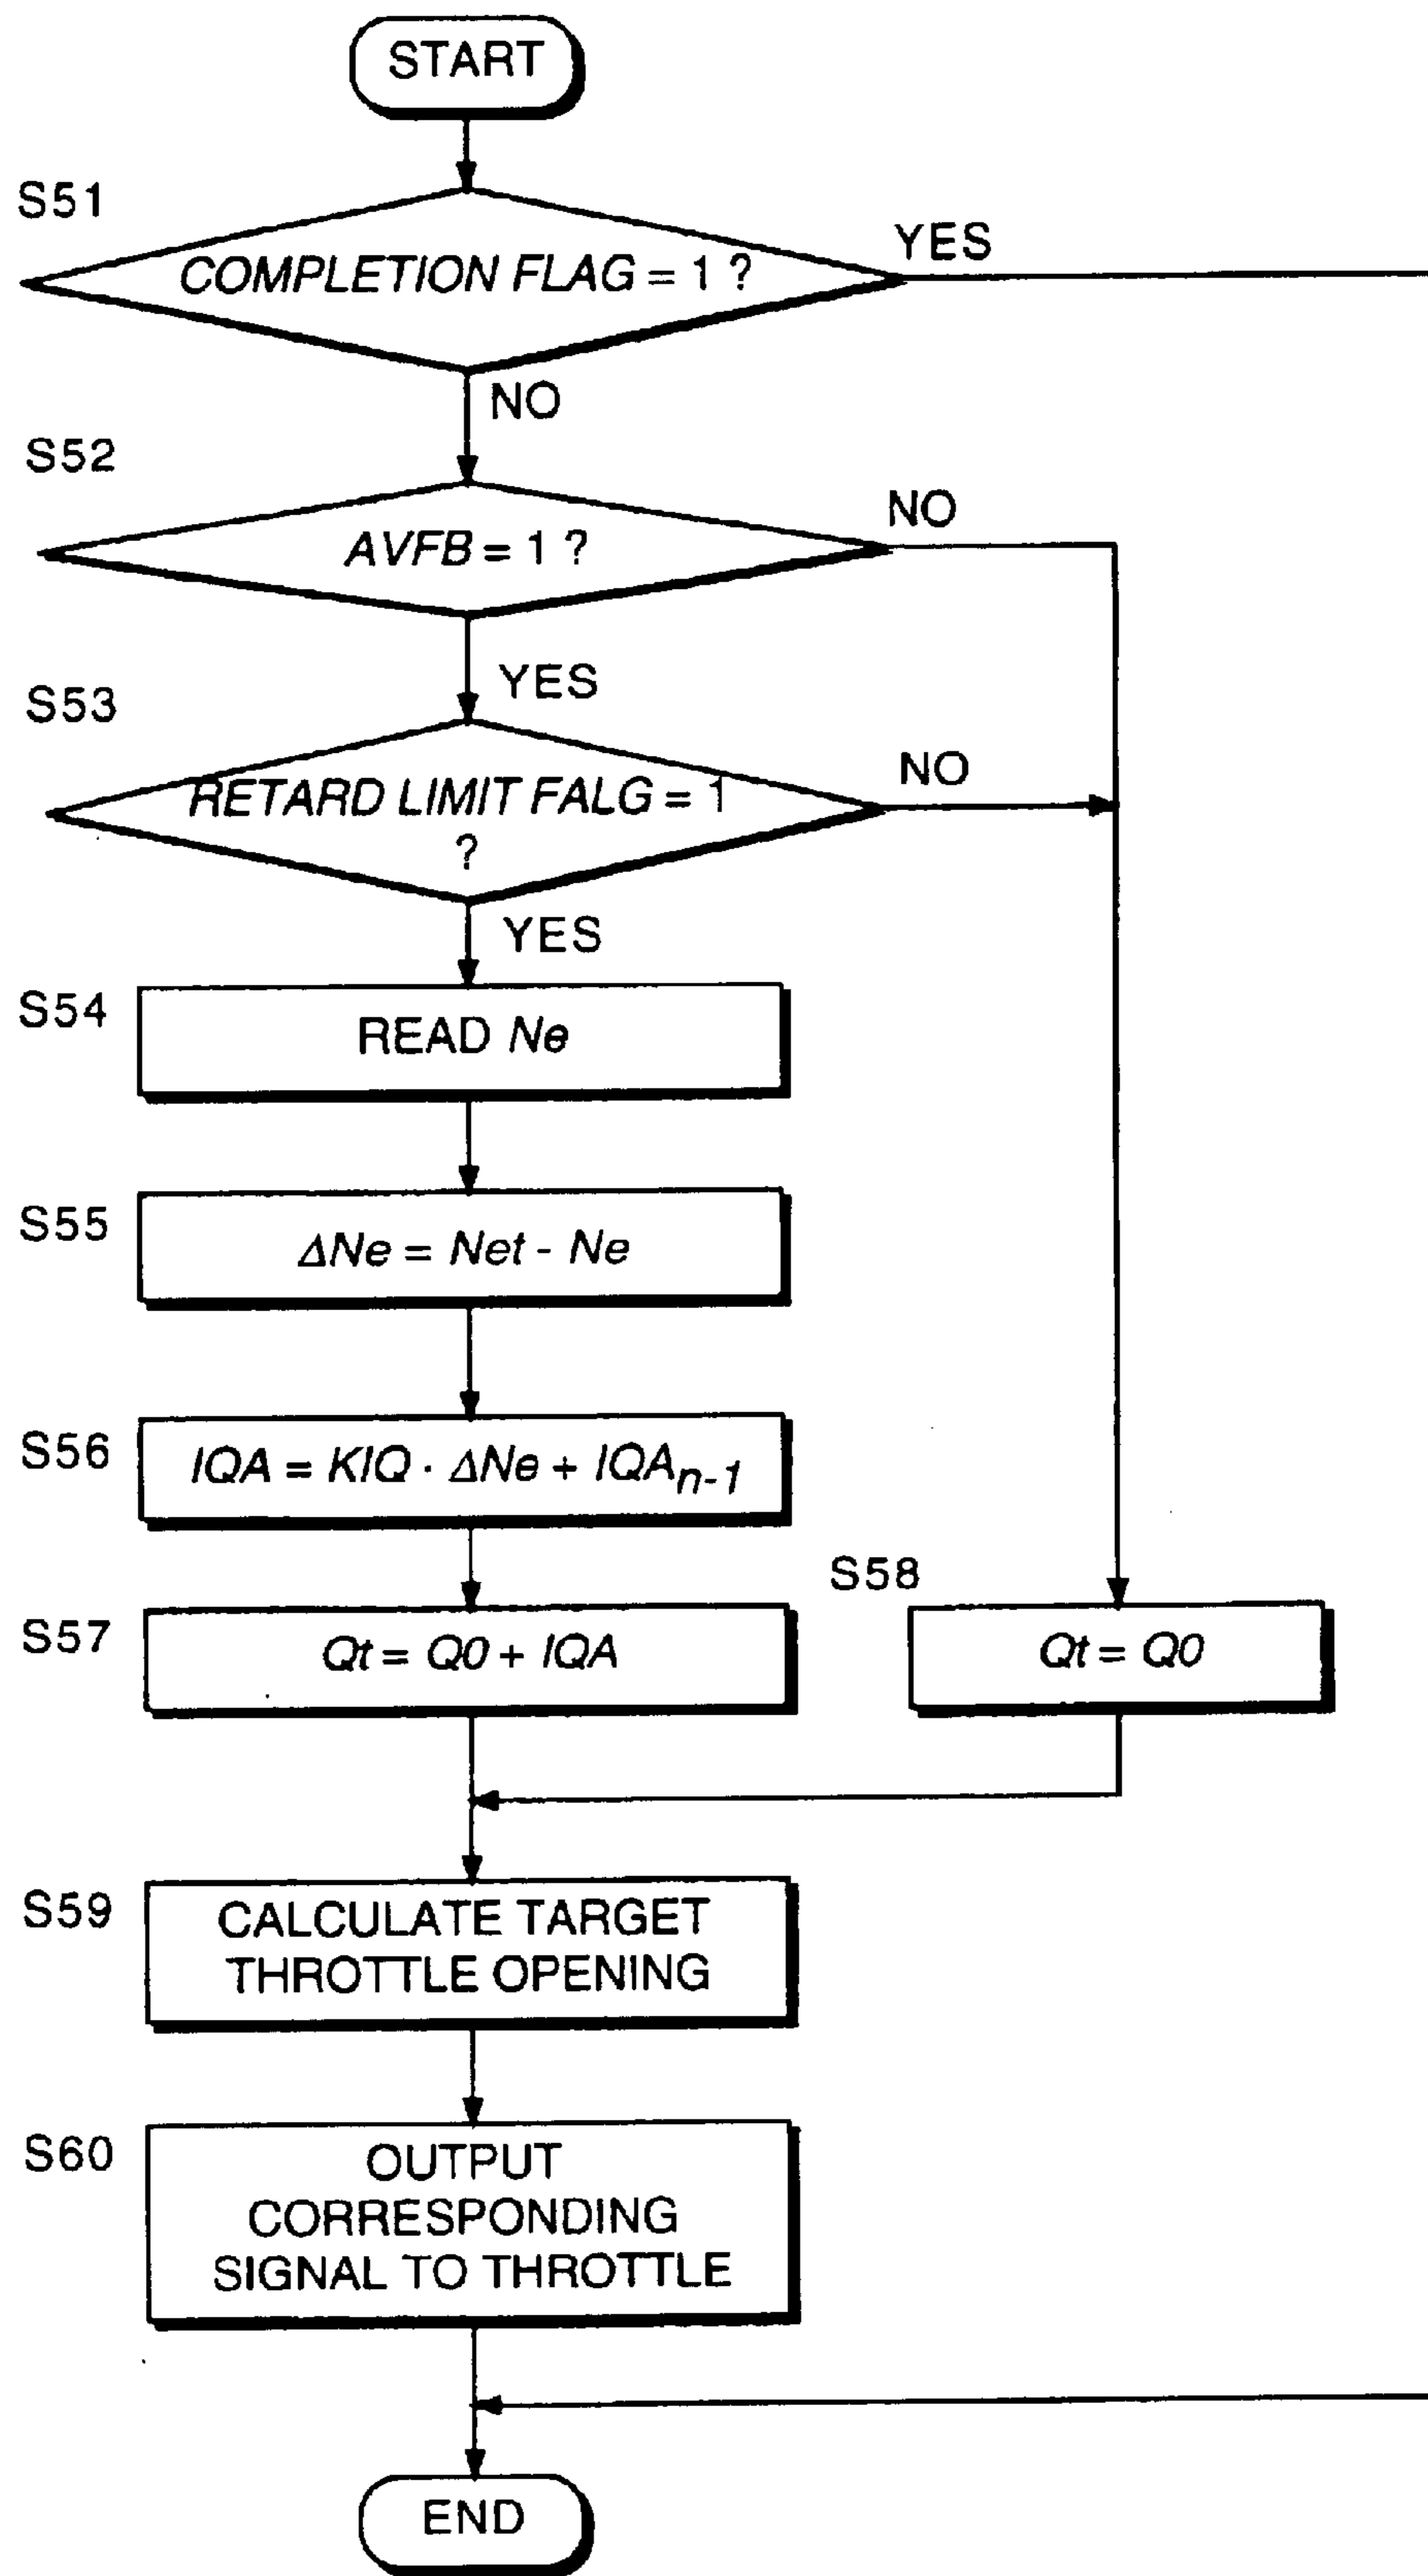 START
S51
COMPLETION FLAG = 1 ?
YES
NO
S52
AVFB = 1 ?
NO
YES
S53
RETARD LIMIT FALG = 1
?
NO
YES
S54
READ Ne
S55
ΔNe = Net - Ne
S56
IQA = KIQ · ΔNe + IQAn-1
S57
Qt = Q0 + IQA
S58
Qt = Q0
S59
CALCULATE TARGET
THROTTLE OPENING
S60
OUTPUT
CORRESPONDING
SIGNAL TO THROTTLE
END